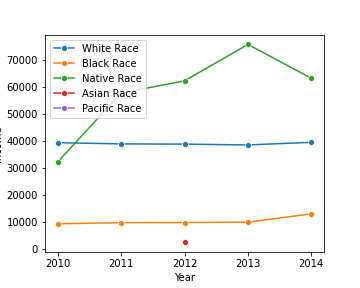 White Race
Black Race
Native Race
Asian Race
Pacific Race
70000
60000
50000
40000
30000
20000
10000
0
2010 2011 2012 2013 2014
Year